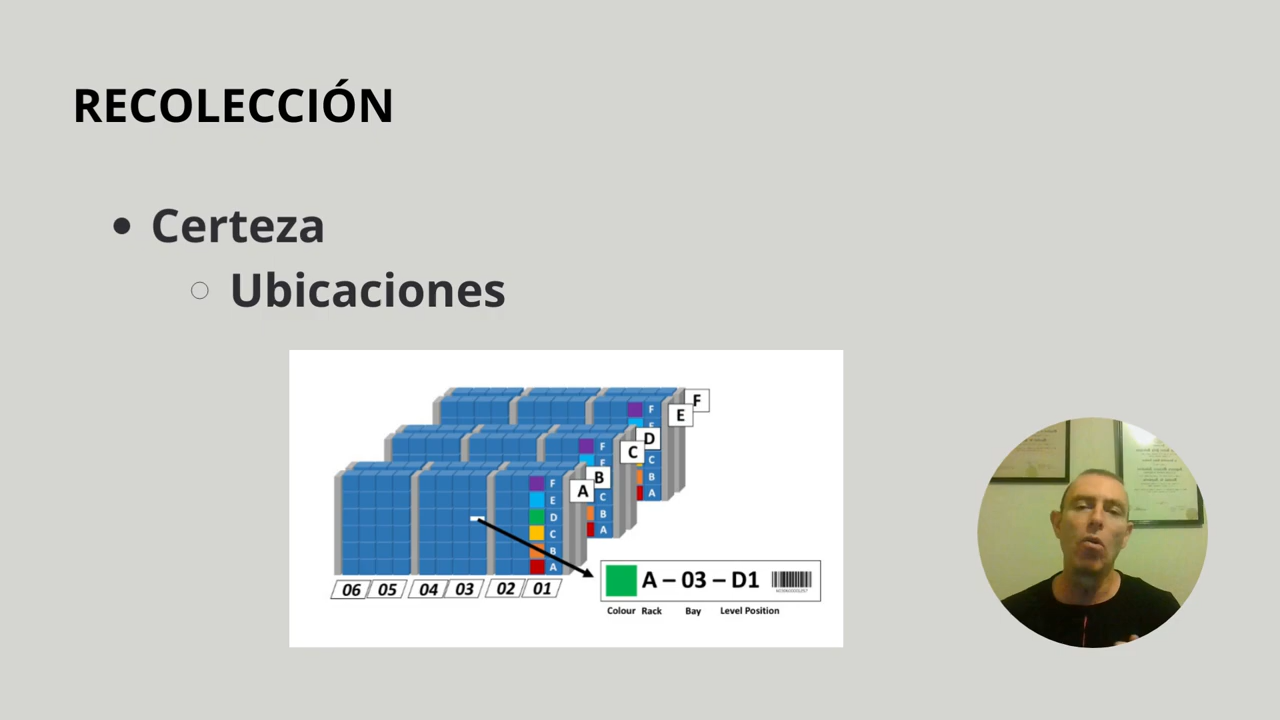 RECOLECCIÓN
Certeza
Ubicaciones
F
E
D
C
B
A
F
E
C
B
A
F
E
C
B
A
F
E
D
C
B
A
06 05 04 03 02 01
A – 03 – D1
Colour Rack Bay Level Position